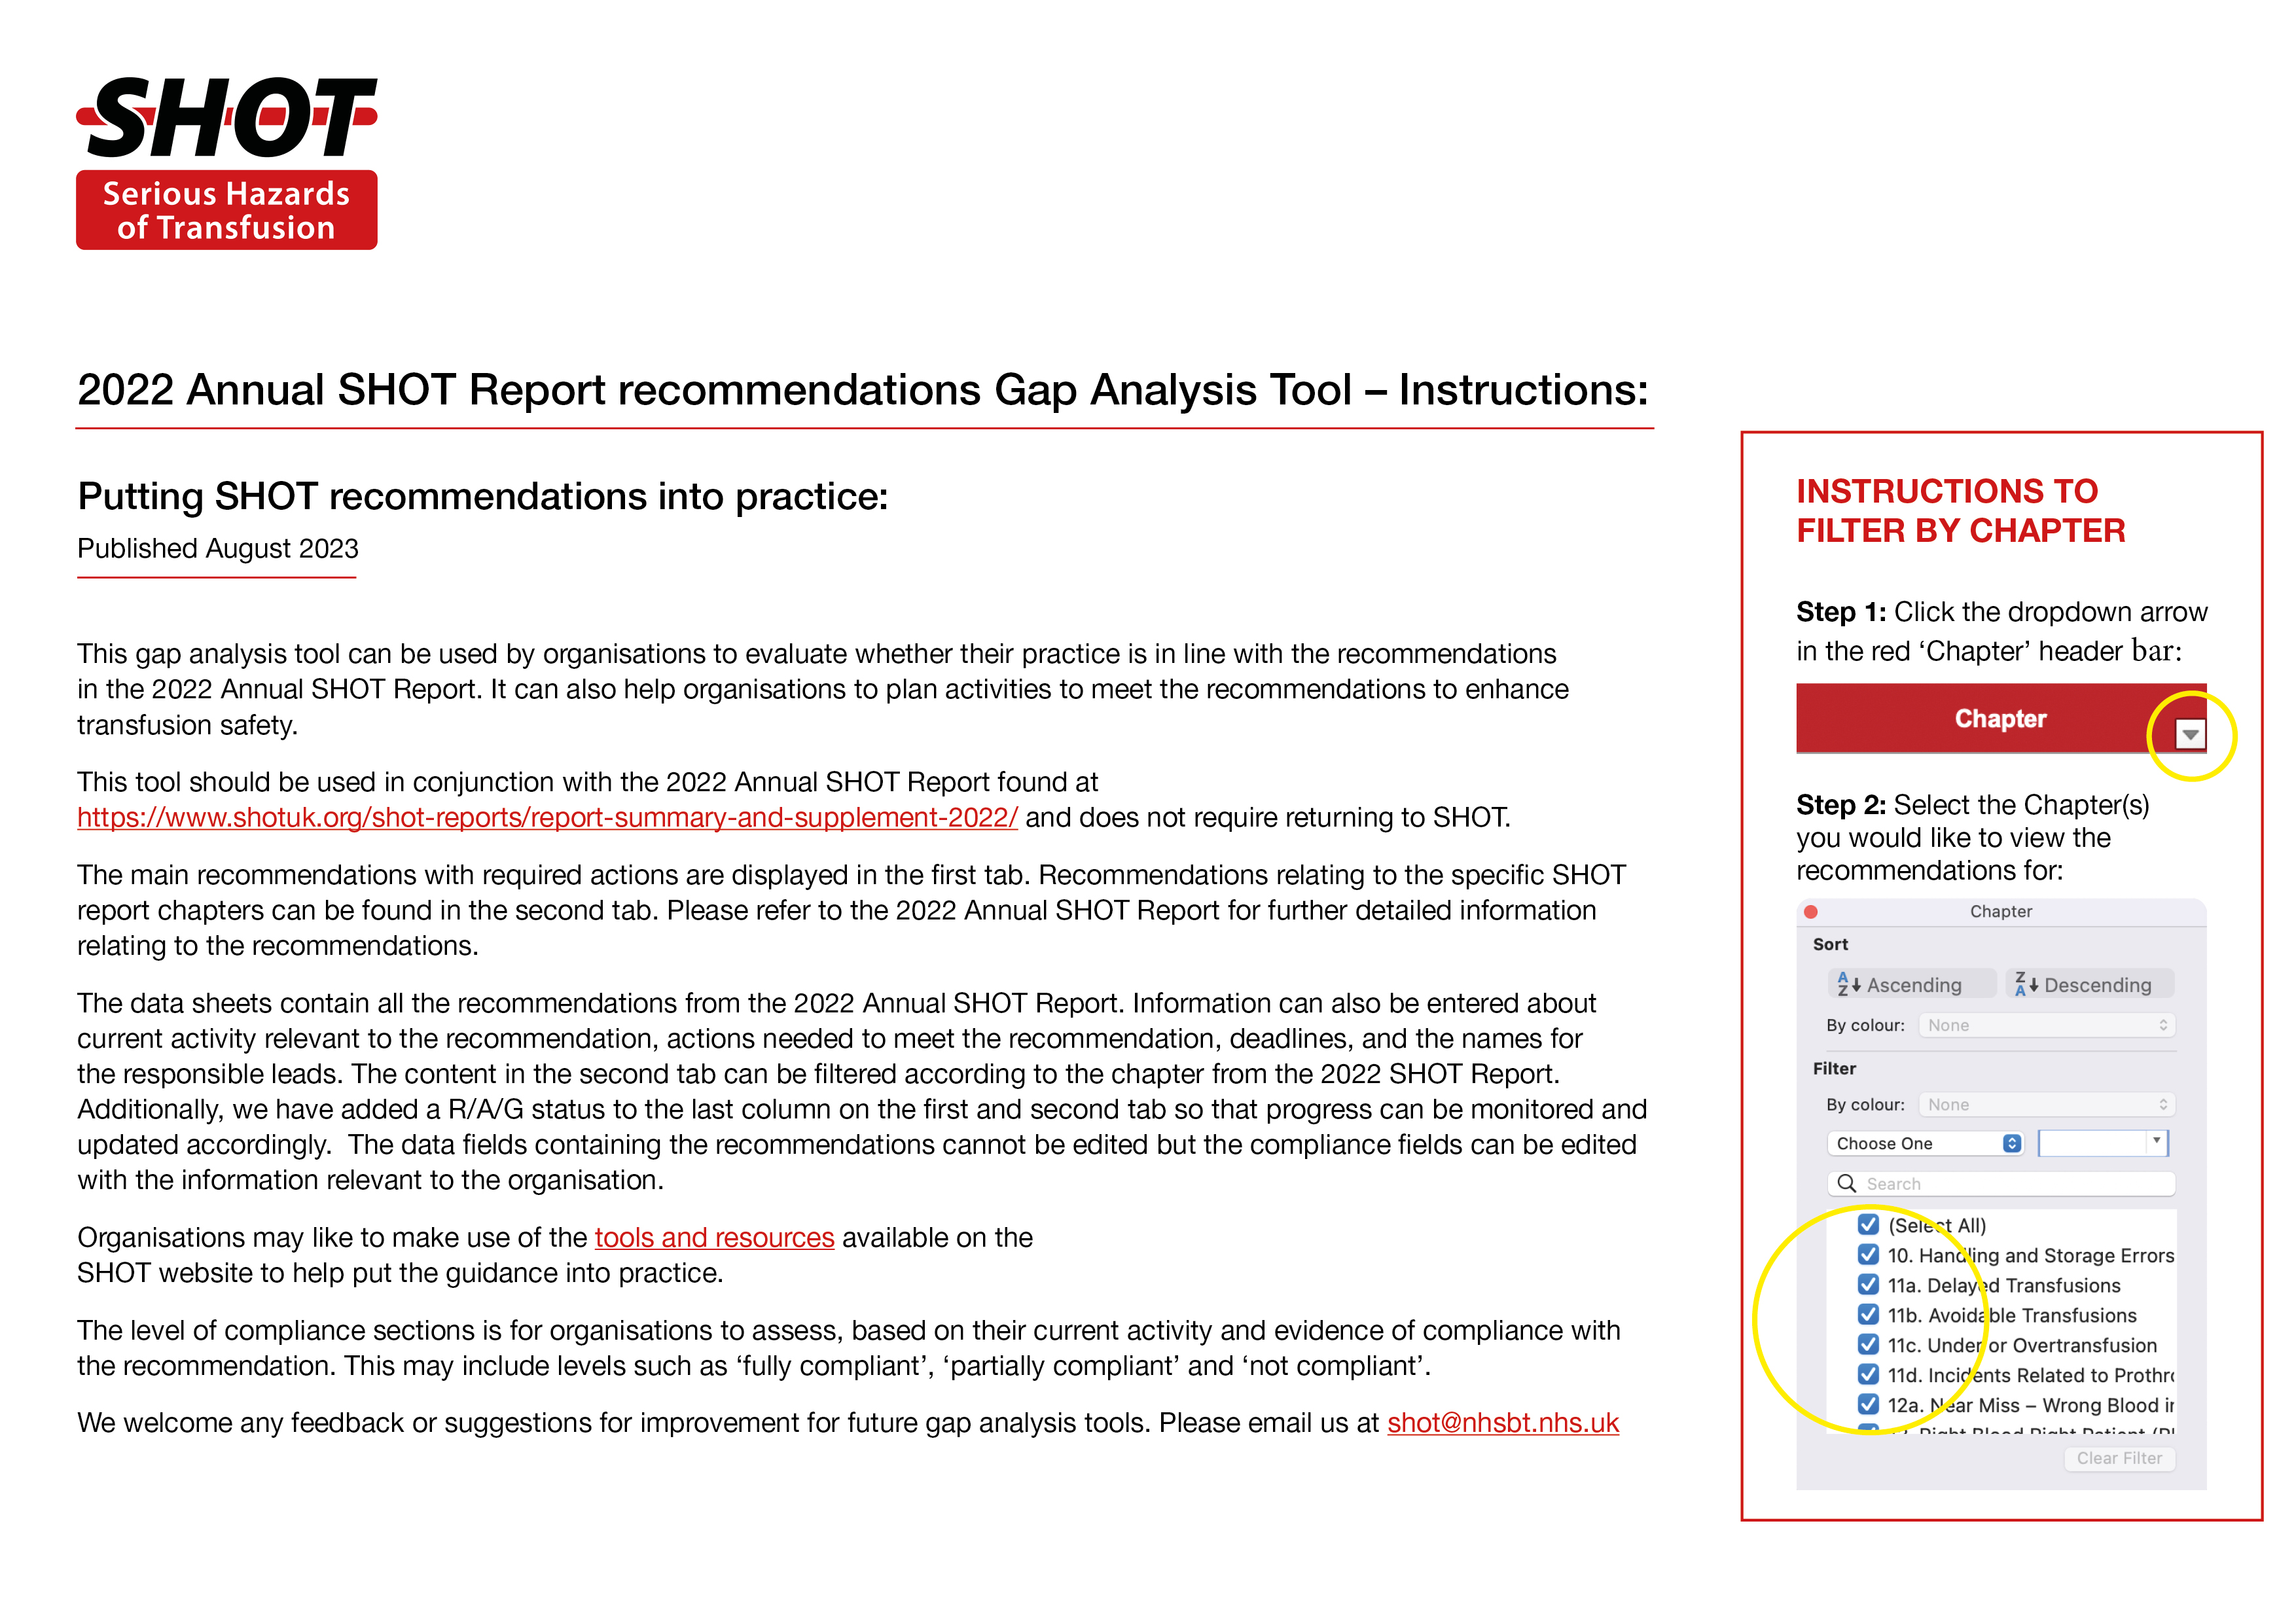 SHOT
Serious Hazards
of Transfusion
2022 Annual SHOT Report recommendations Gap Analysis Tool – Instructions:
Putting SHOT recommendations into practice:
Published August 2023
This gap analysis tool can be used by organisations to evaluate whether their practice is in line with the recommendations
in the 2022 Annual SHOT Report. It can also help organisations to plan activities to meet the recommendations to enhance
transfusion safety.
This tool should be used in conjunction with the 2022 Annual SHOT Report found at
https://www.shotuk.org/shot-reports/report-summary-and-supplement-2022/ and does not require returning to SHOT.
The main recommendations with required actions are displayed in the first tab. Recommendations relating to the specific SHOT
report chapters can be found in the second tab. Please refer to the 2022 Annual SHOT Report for further detailed information
relating to the recommendations.
The data sheets contain all the recommendations from the 2022 Annual SHOT Report. Information can also be entered about
current activity relevant to the recommendation, actions needed to meet the recommendation, deadlines, and the names for
the responsible leads. The content in the second tab can be filtered according to the chapter from the 2022 SHOT Report.
Additionally, we have added a R/A/G status to the last column on the first and second tab so that progress can be monitored and
updated accordingly.  The data fields containing the recommendations cannot be edited but the compliance fields can be edited
with the information relevant to the organisation.
Organisations may like to make use of the tools and resources available on the
SHOT website to help put the guidance into practice.
The level of compliance sections is for organisations to assess, based on their current activity and evidence of compliance with
the recommendation. This may include levels such as ‘fully compliant’, ‘partially compliant’ and ‘not compliant’.
We welcome any feedback or suggestions for improvement for future gap analysis tools. Please email us at shot@nhsbt.nhs.uk
INSTRUCTIONS TO
FILTER BY CHAPTER
Step 1: Click the dropdown arrow
in the red ‘Chapter’ header bar:
Chapter
Step 2: Select the Chapter(s)
you would like to view the
recommendations for:
Chapter
Sort
A Z Ascending Z A Descending
By colour: None
Filter
By colour: None
Choose One
Search
(Select All)
10. Handling and Storage Errors
11a. Delayed Transfusions
11b. Avoidable Transfusions
11c. Under or Overtransfusion
11d. Incidents Related to Prothr
12a. Near Miss – Wrong Blood in
Right Blood Right Patient
Clear Filter